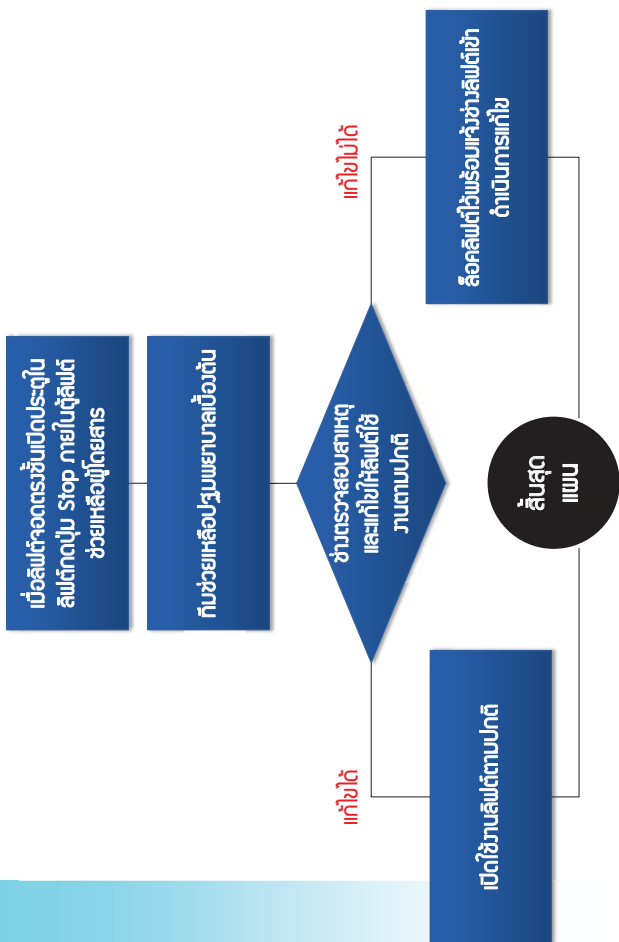 เมื่อลิฟต์จอดตรงชั้นเปิดประตูใน
ลิฟต์กดปุ่ม Stop ภายในตู้ลิฟต์
ช่วยเหลือผู้โดยสาร
ทีมช่วยเหลือปฐมพยาบาลเบื้องต้น
ช่างตรวจสอบสาเหตุ
และแก้ไขให้ลิฟต์ใช้
งานตามปกติ
แก้ไขได้
แก้ไขไม่ได้
เปิดใช้งานลิฟต์ตามปกติ
ล็อคลิฟต์ไว้พร้อมแจ้งช่างลิฟต์เข้า
ดำเนินการแก้ไข
สิ้นสุด
แผน